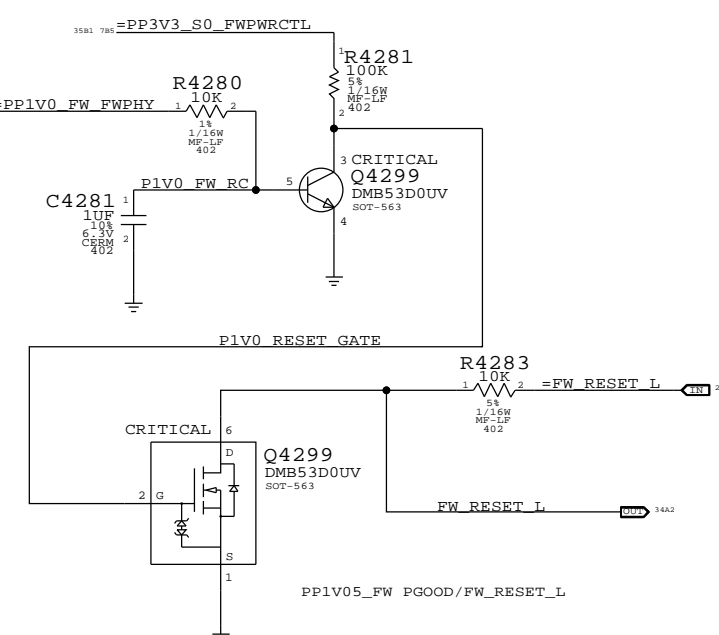 35B1 7B5 =PP3V3_S0_FWPWRCTL
1
R4281
100K
5%
1/16W
MF-LF
402
2
R4280
10K
=PP1V0_FW_FWPHY 1 2
1%
1/16W
MF-LF
402
3 CRITICAL
Q4299
DMB53D0UV
SOT-563
P1V0_FW_RC 5
4
C4281
1UF
10%
6.3V
CERM
402
1
2
P1V0_RESET_GATE
R4283
10K
1 2 =FW_RESET_L IN 2
5%
1/16W
MF-LF
402
CRITICAL 6
D
Q4299
DMB53D0UV
SOT-563
2 G
S
1
FW_RESET_L OUT 34A2
PP1V05_FW PGOOD/FW_RESET_L